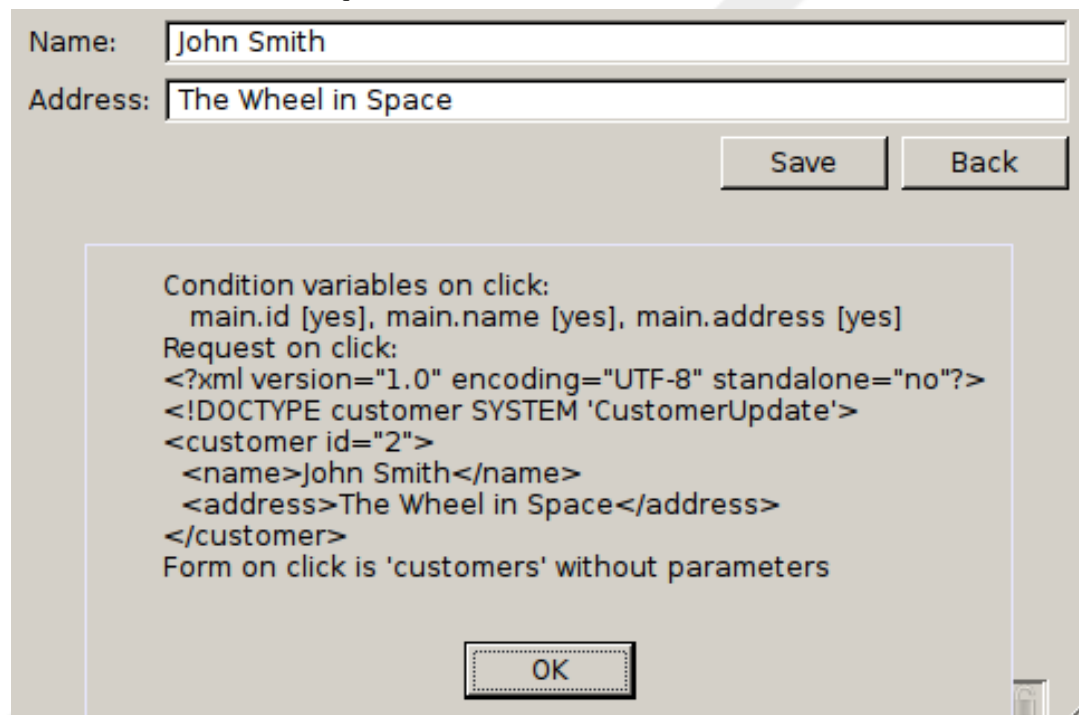 Name: John Smith
Address: The Wheel in Space
Save Back
Condition variables on click:
main.id [yes], main.name [yes], main.address [yes]
Request on click:
<?xml version="1.0" encoding="UTF-8" standalone="no"?>
<!DOCTYPE customer SYSTEM 'CustomerUpdate'>
<customer id="2">
<name>John Smith</name>
<address>The Wheel in Space</address>
</customer>
Form on click is 'customers' without parameters
OK